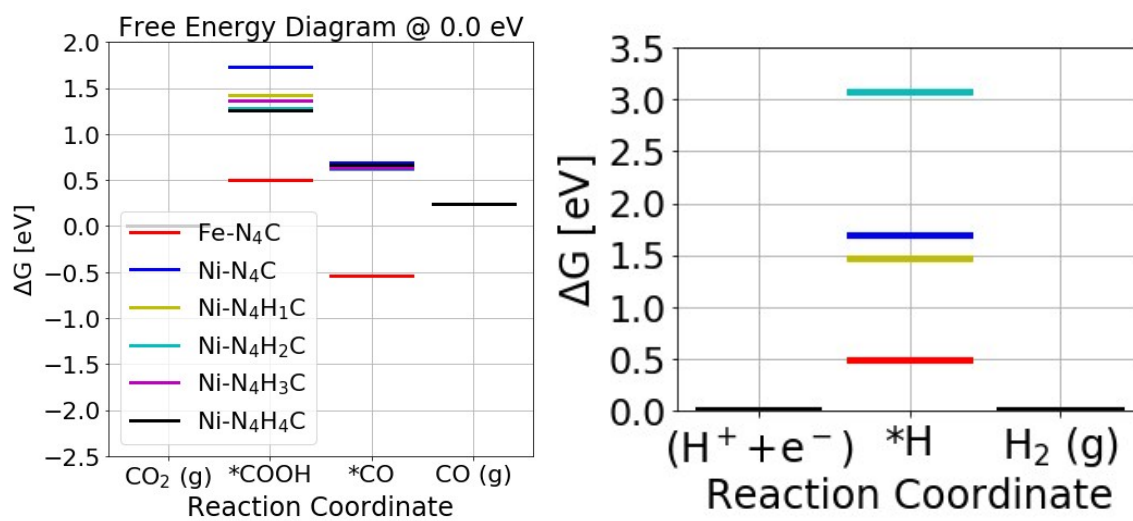 Free Energy Diagram @ 0.0 eV
ΔG [eV]
2.0
1.5
1.0
0.5
0.0
−0.5
−1.0
−1.5
−2.0
−2.5
Fe-N₄C
Ni-N₄C
Ni-N₄H₁C
Ni-N₄H₂C
Ni-N₄H₃C
Ni-N₄H₄C
CO₂ (g) *COOH *CO CO (g)
Reaction Coordinate
ΔG [eV]
3.5
3.0
2.5
2.0
1.5
1.0
0.5
0.0
(H⁺+e⁻) *H H₂ (g)
Reaction Coordinate